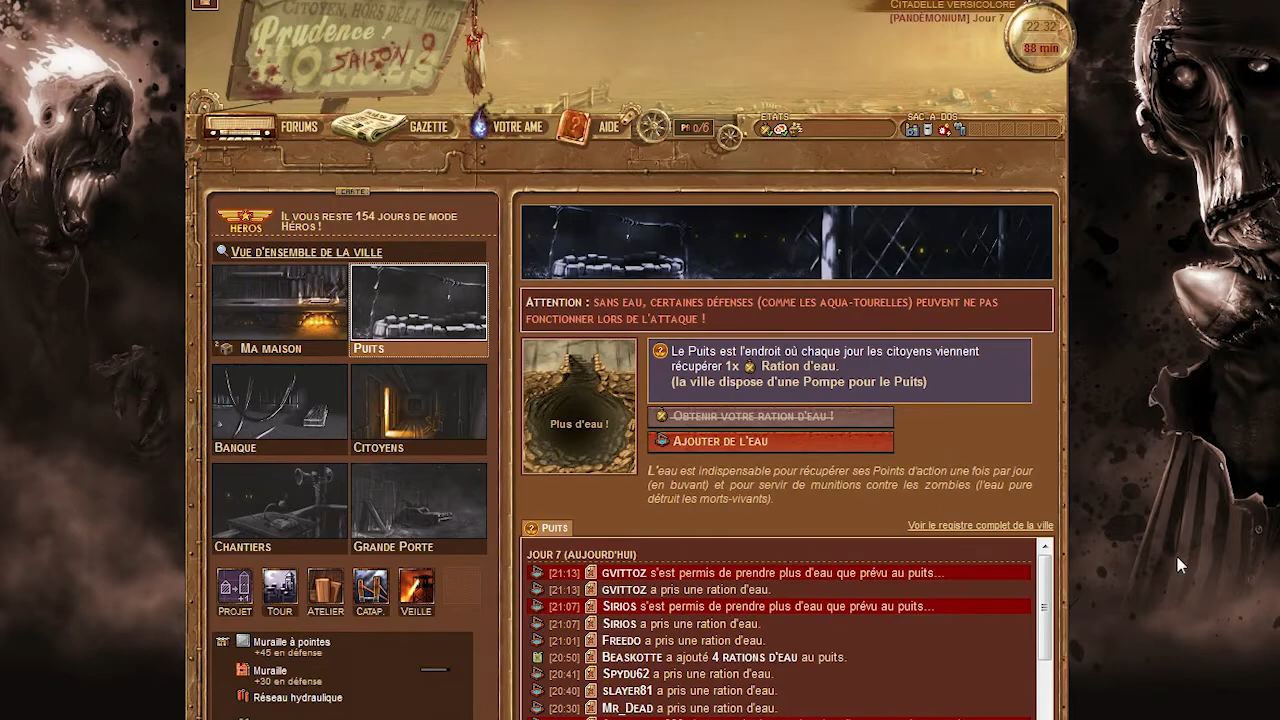 Citoyen, hors de la ville
Prudence !
SAISON 9
HORDES
CITADELLE VERSICOLORE
[PANDÉMONIUM] JOUR 7
22:32
88 min
FORUMS
GAZETTE
VOTRE AME
AIDE
PA 0/6
ETATS
SAC-A-DOS
CARTE
HEROS
IL VOUS RESTE 154 JOURS DE MODE
HÉROS !
VUE D'ENSEMBLE DE LA VILLE
MA MAISON
PUITS
BANQUE
CITOYENS
CHANTIERS
GRANDE PORTE
PROJET
TOUR
ATELIER
CATAP.
VEILLE
Muraille à pointes
+45 en défense
Muraille
+30 en défense
Réseau hydraulique
ATTENTION : SANS EAU, CERTAINES DÉFENSES (COMME LES AQUA-TOURELLES) PEUVENT NE PAS
FONCTIONNER LORS DE L'ATTAQUE !
Plus d'eau !
Le Puits est l'endroit où chaque jour les citoyens viennent
récupérer 1x Ration d'eau.
(la ville dispose d'une Pompe pour le Puits)
OBTENIR VOTRE RATION D'EAU !
AJOUTER DE L'EAU
L'eau est indispensable pour récupérer ses Points d'action une fois par jour
(en buvant) et pour servir de munitions contre les zombies (l'eau pure
détruit les morts-vivants).
PUITS
Voir le registre complet de la ville
JOUR 7 (AUJOURD'HUI)
[21:13] GVITTOZ s'est permis de prendre plus d'eau que prévu au puits...
[21:13] GVITTOZ a pris une ration d'eau.
[21:07] SIRIOS s'est permis de prendre plus d'eau que prévu au puits...
[21:07] SIRIOS a pris une ration d'eau.
[21:01] FREEDO a pris une ration d'eau.
[20:50] BEASKOTTE a ajouté 4 RATIONS D'EAU au puits.
[20:41] SPYDU62 a pris une ration d'eau.
[20:40] SLAYER81 a pris une ration d'eau.
[20:30] MR_DEAD a pris une ration d'eau.